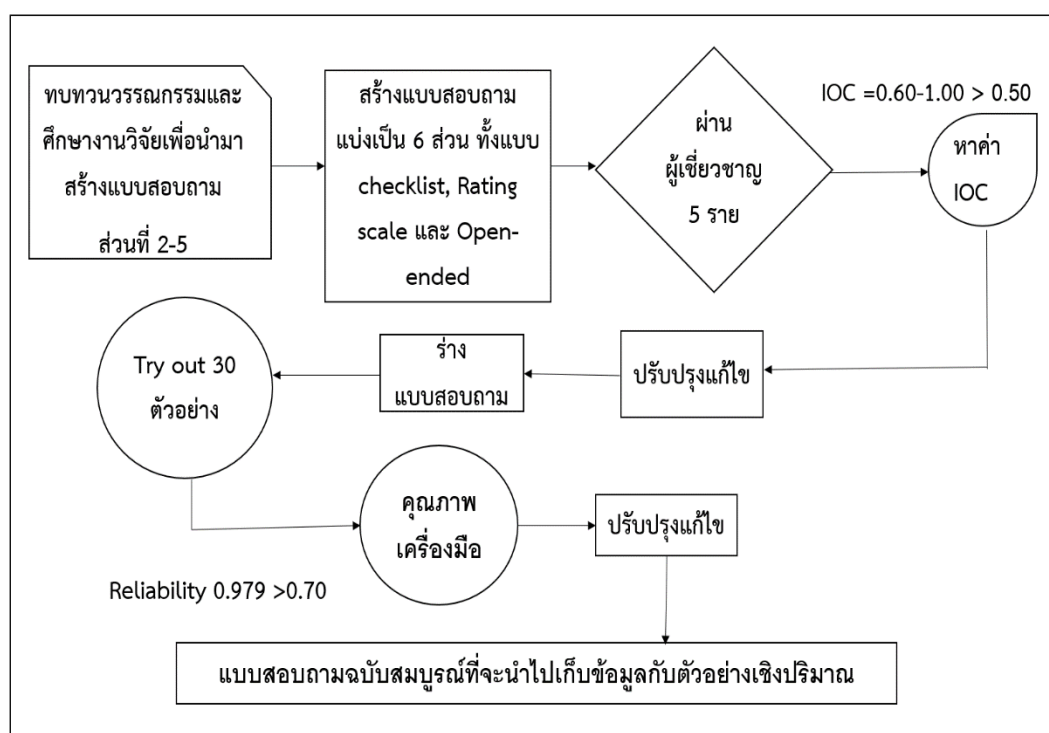 ทบทวนวรรณกรรมและ
ศึกษางานวิจัยเพื่อนำมา
สร้างแบบสอบถาม
ส่วนที่ 2-5
สร้างแบบสอบถาม
แบ่งเป็น 6 ส่วน ทั้งแบบ
checklist, Rating
scale และ Open-
ended
ผ่าน
ผู้เชี่ยวชาญ
5 ราย
IOC =0.60-1.00 > 0.50
หาค่า
IOC
ปรับปรุงแก้ไข
ร่าง
แบบสอบถาม
Try out 30
ตัวอย่าง
คุณภาพ
เครื่องมือ
Reliability 0.979 >0.70
ปรับปรุงแก้ไข
แบบสอบถามฉบับสมบูรณ์ที่จะนำไปเก็บข้อมูลกับตัวอย่างเชิงปริมาณ